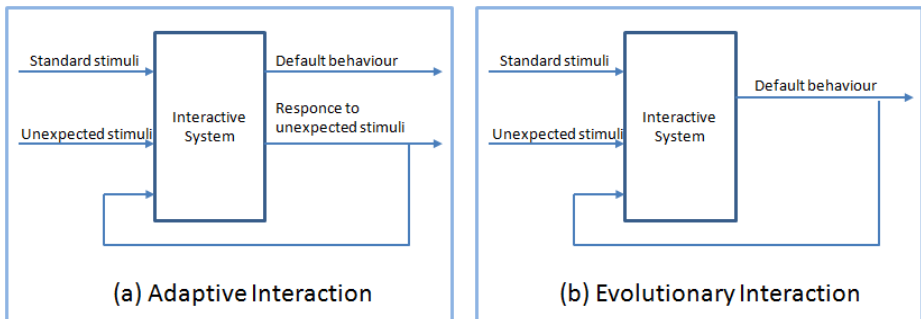 Standard stimuli
Default behaviour
Interactive
System
Responce to
unexpected stimuli
Unexpected stimuli
(a) Adaptive Interaction
Standard stimuli
Default behaviour
Interactive
System
Unexpected stimuli
(b) Evolutionary Interaction